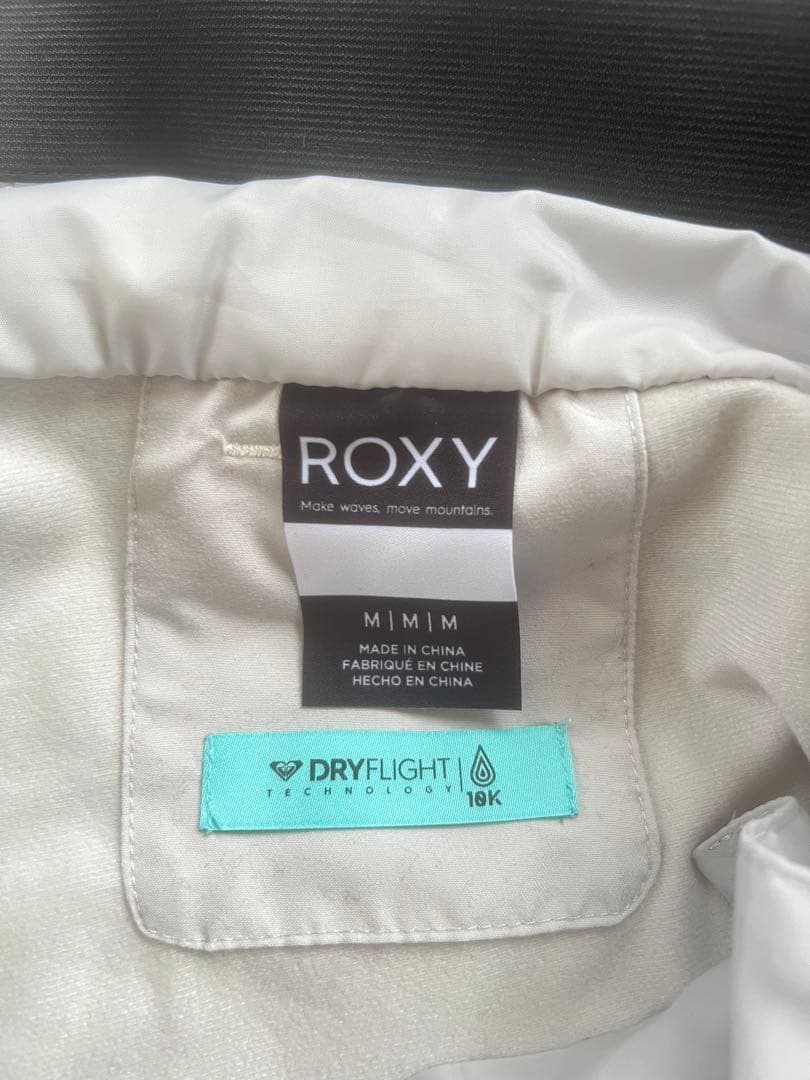 ROXY
Make waves, move mountains.
M|M|M
MADE IN CHINA
FABRIQUÉ EN CHINE
HECHO EN CHINA
DRYFLIGHT
TECHNOLOGY
10K